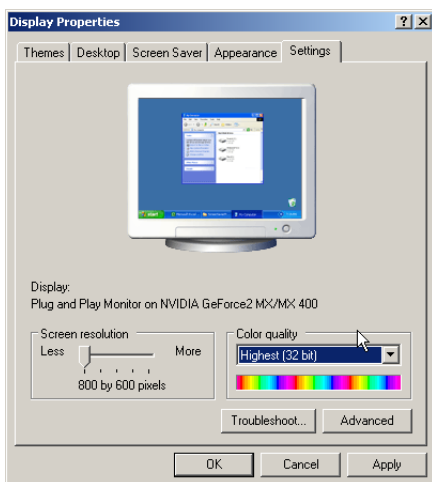 Display Properties
Themes Desktop Screen Saver Appearance Settings
Display:
Plug and Play Monitor on NVIDIA GeForce2 MX/MX 400
Screen resolution
Less More
800 by 600 pixels
Color quality
Highest (32 bit)
Troubleshoot... Advanced
OK Cancel Apply